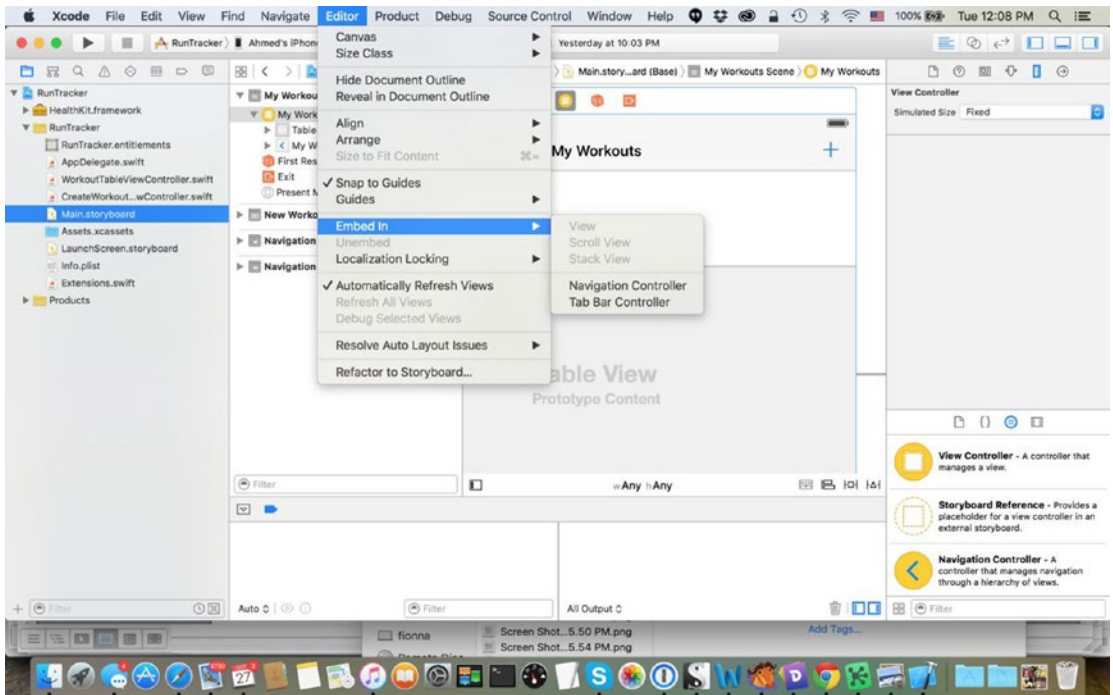 Xcode File Edit View Find Navigate Editor Product Debug Source Control Window Help 100% Tue 12:08 PM
RunTracker Ahmed's iPhon Yesterday at 10:03 PM
Main.story...ard (Base) My Workouts Scene My Workouts
RunTracker
HealthKit.framework
RunTracker
RunTracker.entitlements
AppDelegate.swift
WorkoutTableViewController.swift
CreateWorkout...wController.swift
Main.storyboard
Assets.xcassets
LaunchScreen.storyboard
Info.plist
Extensions.swift
Products
Filter
My Workou
My Work
Table
My W
First Res
Exit
Present M
New Worko
Navigation
Navigation
Filter
Canvas
Size Class
Hide Document Outline
Reveal in Document Outline
Align
Arrange
Size to Fit Content ⌘=
✓ Snap to Guides
Guides
Embed In
Unembed
Localization Locking
✓ Automatically Refresh Views
Refresh All Views
Debug Selected Views
Resolve Auto Layout Issues
Refactor to Storyboard...
View
Scroll View
Stack View
Navigation Controller
Tab Bar Controller
My Workouts +
able View
Prototype Content
wAny hAny
Auto
Filter
All Output
View Controller
Simulated Size Fixed
{}
View Controller - A controller that
manages a view.
Storyboard Reference - Provides a
placeholder for a view controller in an
external storyboard.
Navigation Controller - A
controller that manages navigation
through a hierarchy of views.
Filter
fionna
Screen Shot...5.50 PM.png
Screen Shot...5.54 PM.png
Add Tags...
27